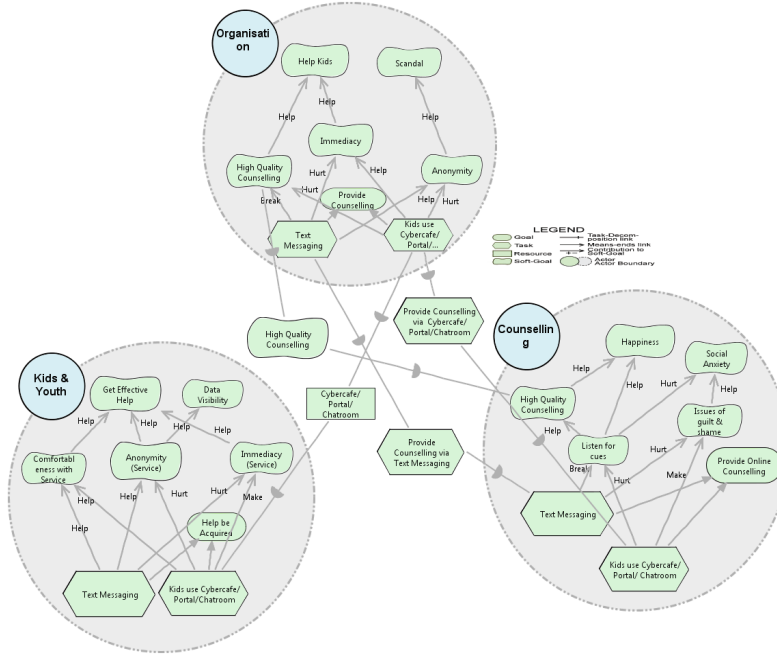 Organisati
on
Help Kids
Scandal
Help
Help
Help
Immediacy
High Quality
Counselling
Hurt
Help
Anonymity
Break
Hurt
Provide
Counselling
Help
Hurt
Text
Messaging
Kids use
Cybercafe/
Portal/...
LEGEND
Goal
Task
Resource
Soft-Goal
Task-Decom-
position link
Means-ends link
Contribution to
Soft-Goal
Actor
Actor Boundary
High Quality
Counselling
Provide Counselling
via Cybercafe/
Portal/Chatroom
Cybercafe/
Portal/
Chatroom
Provide
Counselling via
Text Messaging
Kids &
Youth
Get Effective
Help
Data
Visibility
Help
Help
Help
Help
Comfortabl
eness with
Service
Anonymity
(Service)
Immediacy
(Service)
Help
Help
Help
Hurt
Hurt
Make
Help be
Acquired
Text Messaging
Kids use Cybercafe/
Portal/Chatroom
Counsellin
g
Happiness
Social
Anxiety
Help
Help
Hurt
Help
High Quality
Counselling
Issues of
guilt &
shame
Help
Listen for
cues
Hurt
Break
Hurt
Make
Provide Online
Counselling
Text Messaging
Kids use Cybercafe/
Portal/ Chatroom